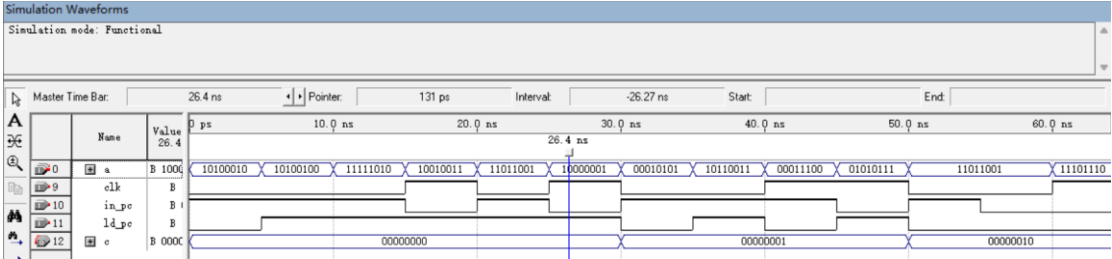 Simulation Waveforms
Simulation mode: Functional
Master Time Bar: 26.4 ns Pointer: 131 ps Interval: -26.27 ns Start: End:
Name Value 26.4 0 ps 10.0 ns 20.0 ns 30.0 ns 40.0 ns 50.0 ns 60.0 ns
26.4 ns
0 a B 1000 10100010 10100100 11111010 10010011 11011001 10000001 00010101 10110011 00011100 01010111 11011001 11101110
9 clk B
10 in_pc B
11 ld_pc B
12 c B 0000 00000000 00000001 00000010